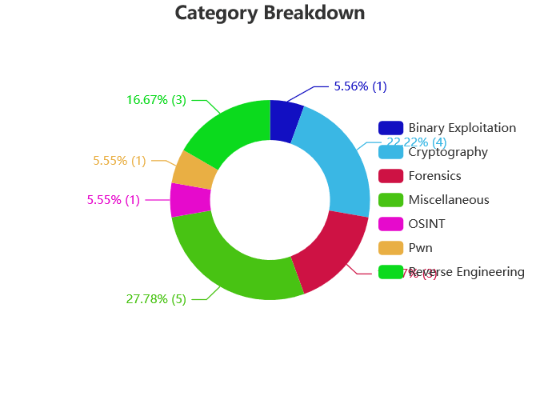 Category Breakdown
5.56% (1)
16.67% (3)
22.22% (4)
5.55% (1)
5.55% (1)
27.78% (5)
Binary Exploitation
Cryptography
Forensics
Miscellaneous
OSINT
Pwn
Reverse Engineering